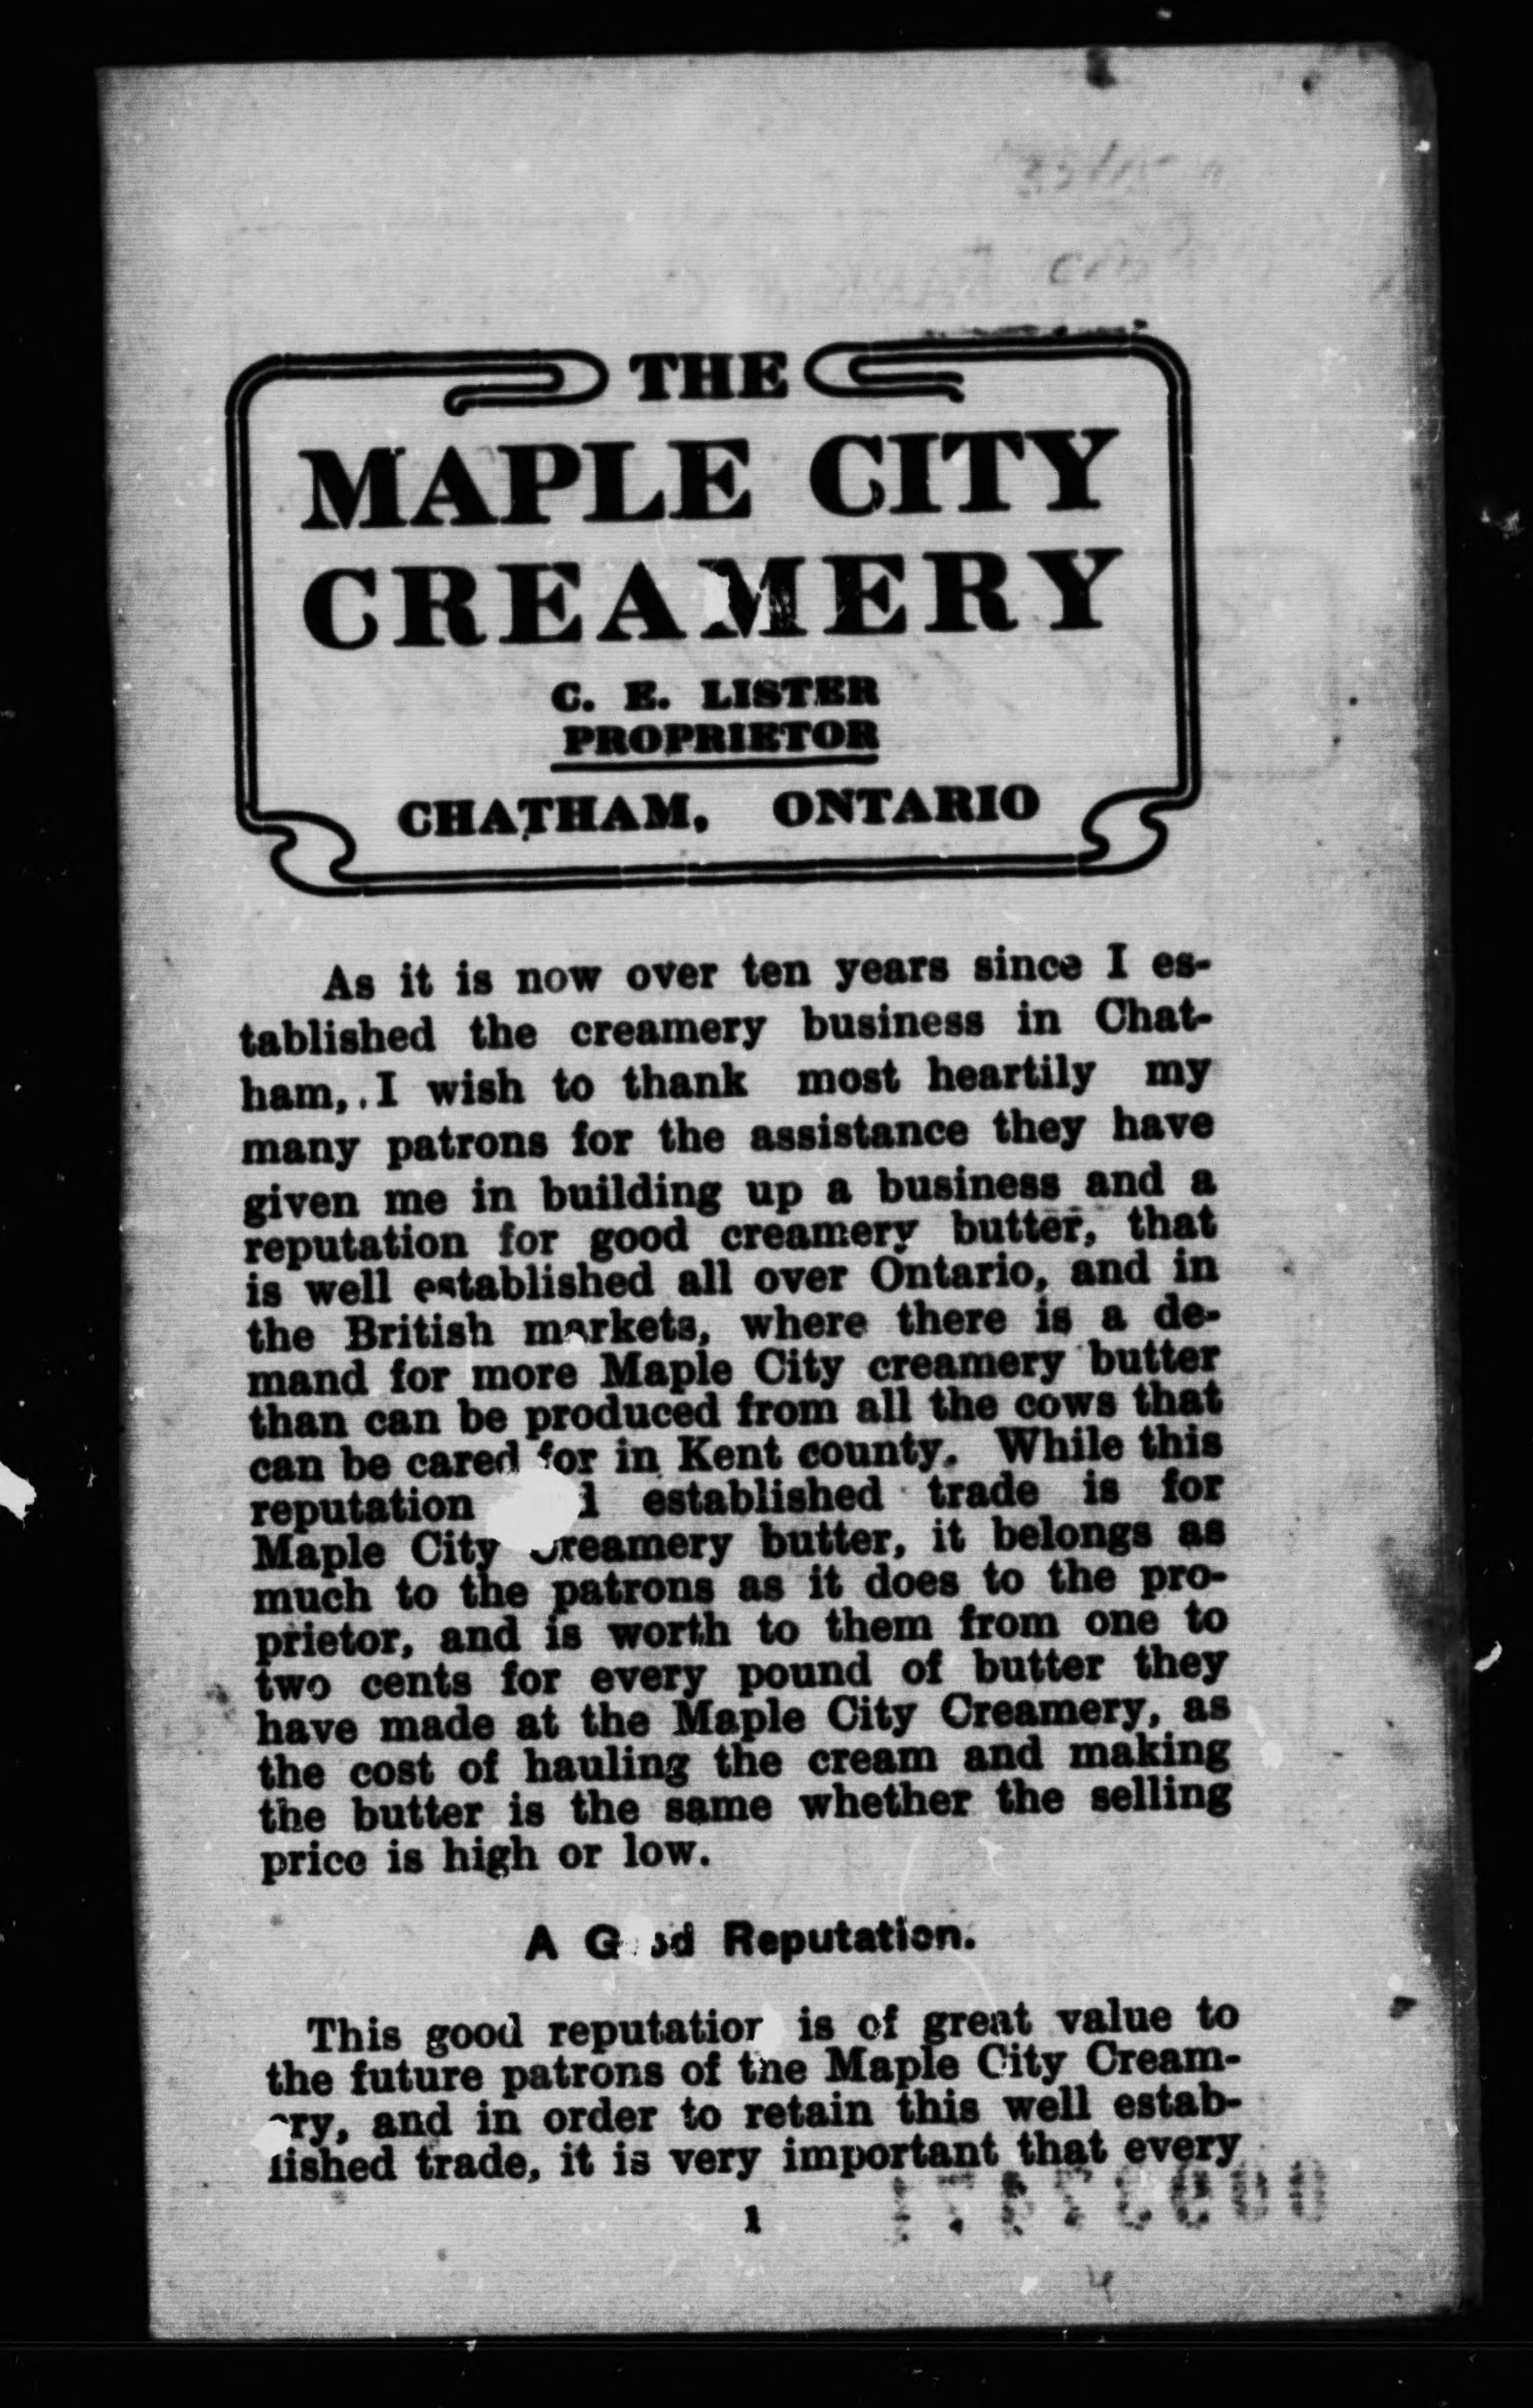 THE
MAPLE CITY
CREAMERY
C. E. LISTER
PROPRIETOR
CHATHAM, ONTARIO
As it is now over ten years since I es-
tablished the creamery business in Chat-
ham, I wish to thank most heartily my
many patrons for the assistance they have
given me in building up a business and a
reputation for good creamery butter, that
is well established all over Ontario, and in
the British markets, where there is a de-
mand for more Maple City creamery butter
than can be produced from all the cows that
can be cared for in Kent county. While this
reputation established trade is for
Maple City Creamery butter, it belongs as
much to the patrons as it does to the pro-
prietor, and is worth to them from one to
two cents for every pound of butter they
have made at the Maple City Creamery, as
the cost of hauling the cream and making
the butter is the same whether the selling
price is high or low.
A Good Reputation.
This good reputation is of great value to
the future patrons of the Maple City Cream-
ery, and in order to retain this well estab-
lished trade, it is very important that every
1